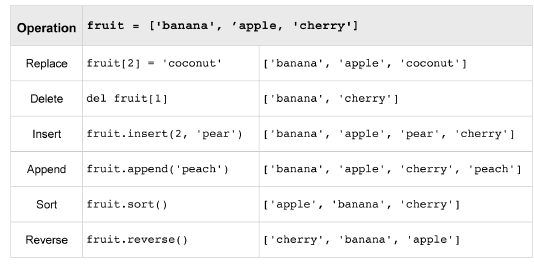 Operation fruit = ['banana', ’apple, 'cherry']
Replace fruit[2] = 'coconut' ['banana', 'apple', 'coconut']
Delete del fruit[1] ['banana', 'cherry']
Insert fruit.insert(2, 'pear') ['banana', 'apple', 'pear', 'cherry']
Append fruit.append('peach') ['banana', 'apple', 'cherry', 'peach']
Sort fruit.sort() ['apple', 'banana', 'cherry']
Reverse fruit.reverse() ['cherry', 'banana', 'apple']